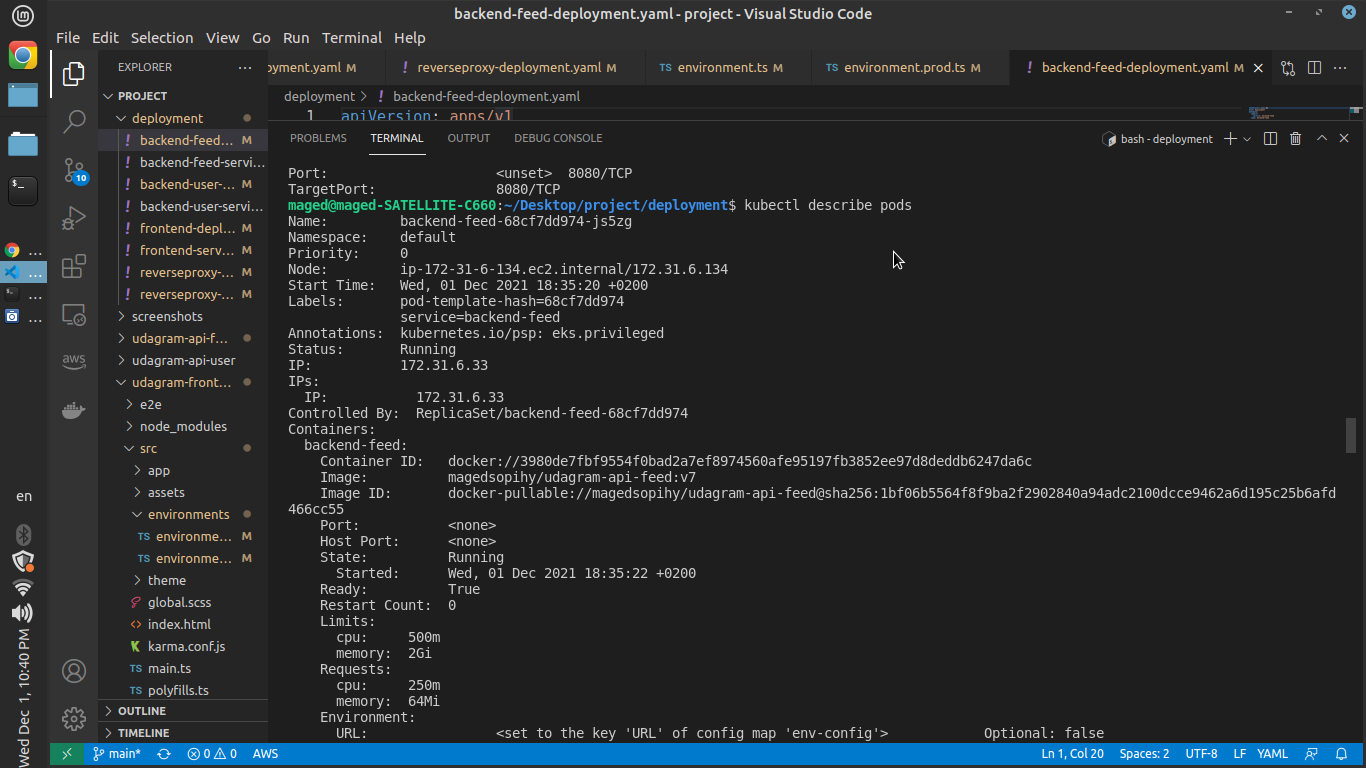 backend-feed-deployment.yaml - project - Visual Studio Code
File Edit Selection View Go Run Terminal Help
EXPLORER
oyment.yaml M
! reverseproxy-deployment.yaml M
TS environment.ts M
TS environment.prod.ts M
! backend-feed-deployment.yaml M
PROJECT
deployment
! backend-feed... M
! backend-feed-servi...
! backend-user-... M
! backend-user-servi...
! frontend-depl... M
! frontend-serv... M
! reverseproxy-... M
! reverseproxy-... M
screenshots
udagram-api-f...
udagram-api-user
udagram-front...
e2e
node_modules
src
app
assets
environments
TS environme... M
TS environme... M
theme
global.scss
index.html
karma.conf.js
TS main.ts
TS polyfills.ts
OUTLINE
TIMELINE
10
aws
...
...
...
...
en
Wed Dec 1, 10:40 PM
deployment > ! backend-feed-deployment.yaml
1 apiVersion: apps/v1
PROBLEMS TERMINAL OUTPUT DEBUG CONSOLE
bash - deployment
Port: <unset> 8080/TCP
TargetPort: 8080/TCP
maged@maged-SATELLITE-C660:~/Desktop/project/deployment$ kubectl describe pods
Name: backend-feed-68cf7dd974-js5zg
Namespace: default
Priority: 0
Node: ip-172-31-6-134.ec2.internal/172.31.6.134
Start Time: Wed, 01 Dec 2021 18:35:20 +0200
Labels: pod-template-hash=68cf7dd974
service=backend-feed
Annotations: kubernetes.io/psp: eks.privileged
Status: Running
IP: 172.31.6.33
IPs:
IP: 172.31.6.33
Controlled By: ReplicaSet/backend-feed-68cf7dd974
Containers:
backend-feed:
Container ID: docker://3980de7fbf9554f0bad2a7ef8974560afe95197fb3852ee97d8deddb6247da6c
Image: magedsopihy/udagram-api-feed:v7
Image ID: docker-pullable://magedsopihy/udagram-api-feed@sha256:1bf06b5564f8f9ba2f2902840a94adc2100dcce9462a6d195c25b6afd
466cc55
Port: <none>
Host Port: <none>
State: Running
Started: Wed, 01 Dec 2021 18:35:22 +0200
Ready: True
Restart Count: 0
Limits:
cpu: 500m
memory: 2Gi
Requests:
cpu: 250m
memory: 64Mi
Environment:
URL: <set to the key 'URL' of config map 'env-config'> Optional: false
main* 0 0 AWS
Ln 1, Col 20 Spaces: 2 UTF-8 LF YAML